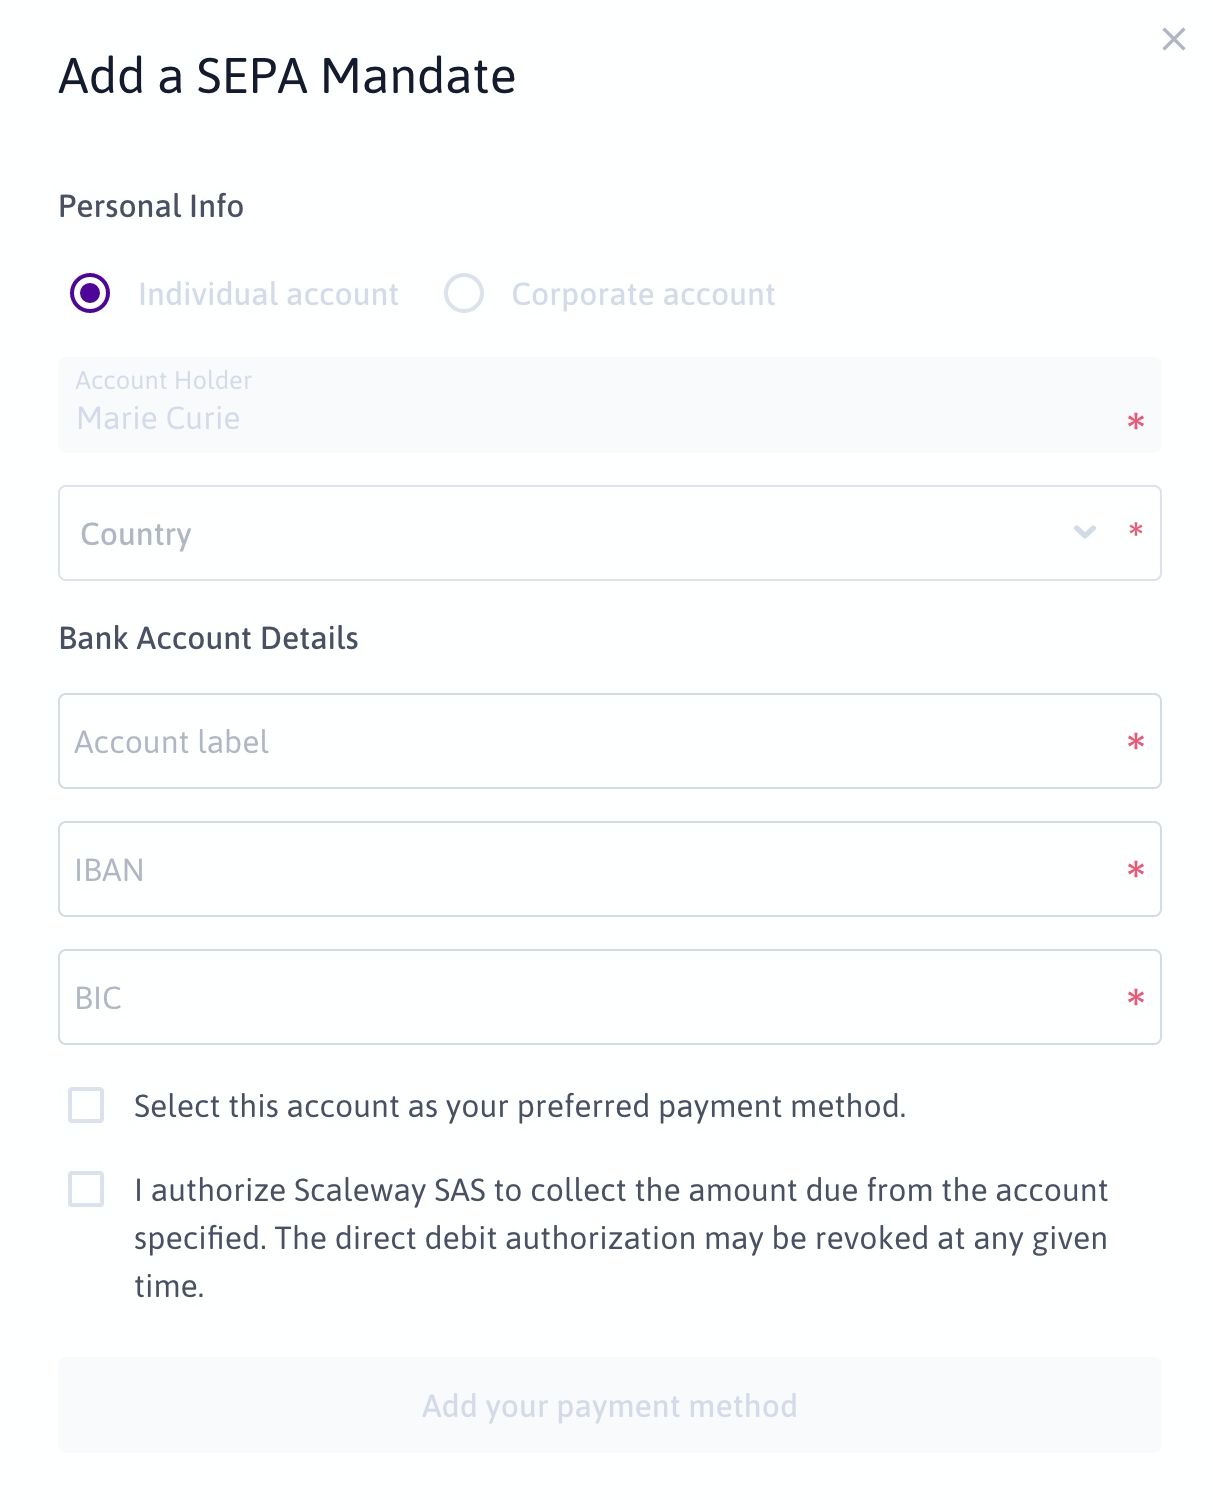 Add a SEPA Mandate
Personal Info
Individual account
Corporate account
Account Holder
Marie Curie
*
Country
*
Bank Account Details
Account label
*
IBAN
*
BIC
*
Select this account as your preferred payment method.
I authorize Scaleway SAS to collect the amount due from the account
specified. The direct debit authorization may be revoked at any given
time.
Add your payment method